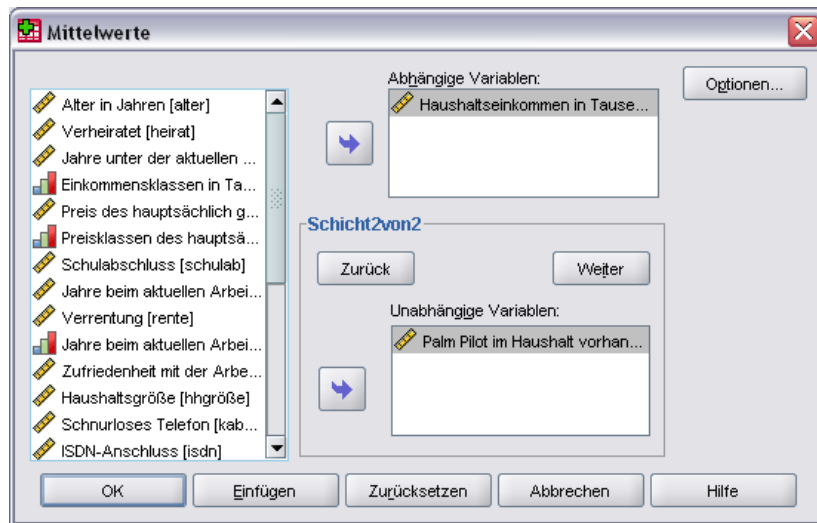 Mittelwerte
Alter in Jahren [alter]
Verheiratet [heirat]
Jahre unter der aktuellen ...
Einkommensklassen in Ta...
Preis des hauptsächlich g...
Preisklassen des hauptsä...
Schulabschluss [schulab]
Jahre beim aktuellen Arbei...
Verrentung [rente]
Jahre beim aktuellen Arbei...
Zufriedenheit mit der Arbe...
Haushaltsgröße [hhgröße]
Schnurloses Telefon [kab...
ISDN-Anschluss [isdn]
Abhängige Variablen:
Haushaltseinkommen in Tause...
Optionen...
Schicht2von2
Zurück
Weiter
Unabhängige Variablen:
Palm Pilot im Haushalt vorhan...
OK
Einfügen
Zurücksetzen
Abbrechen
Hilfe